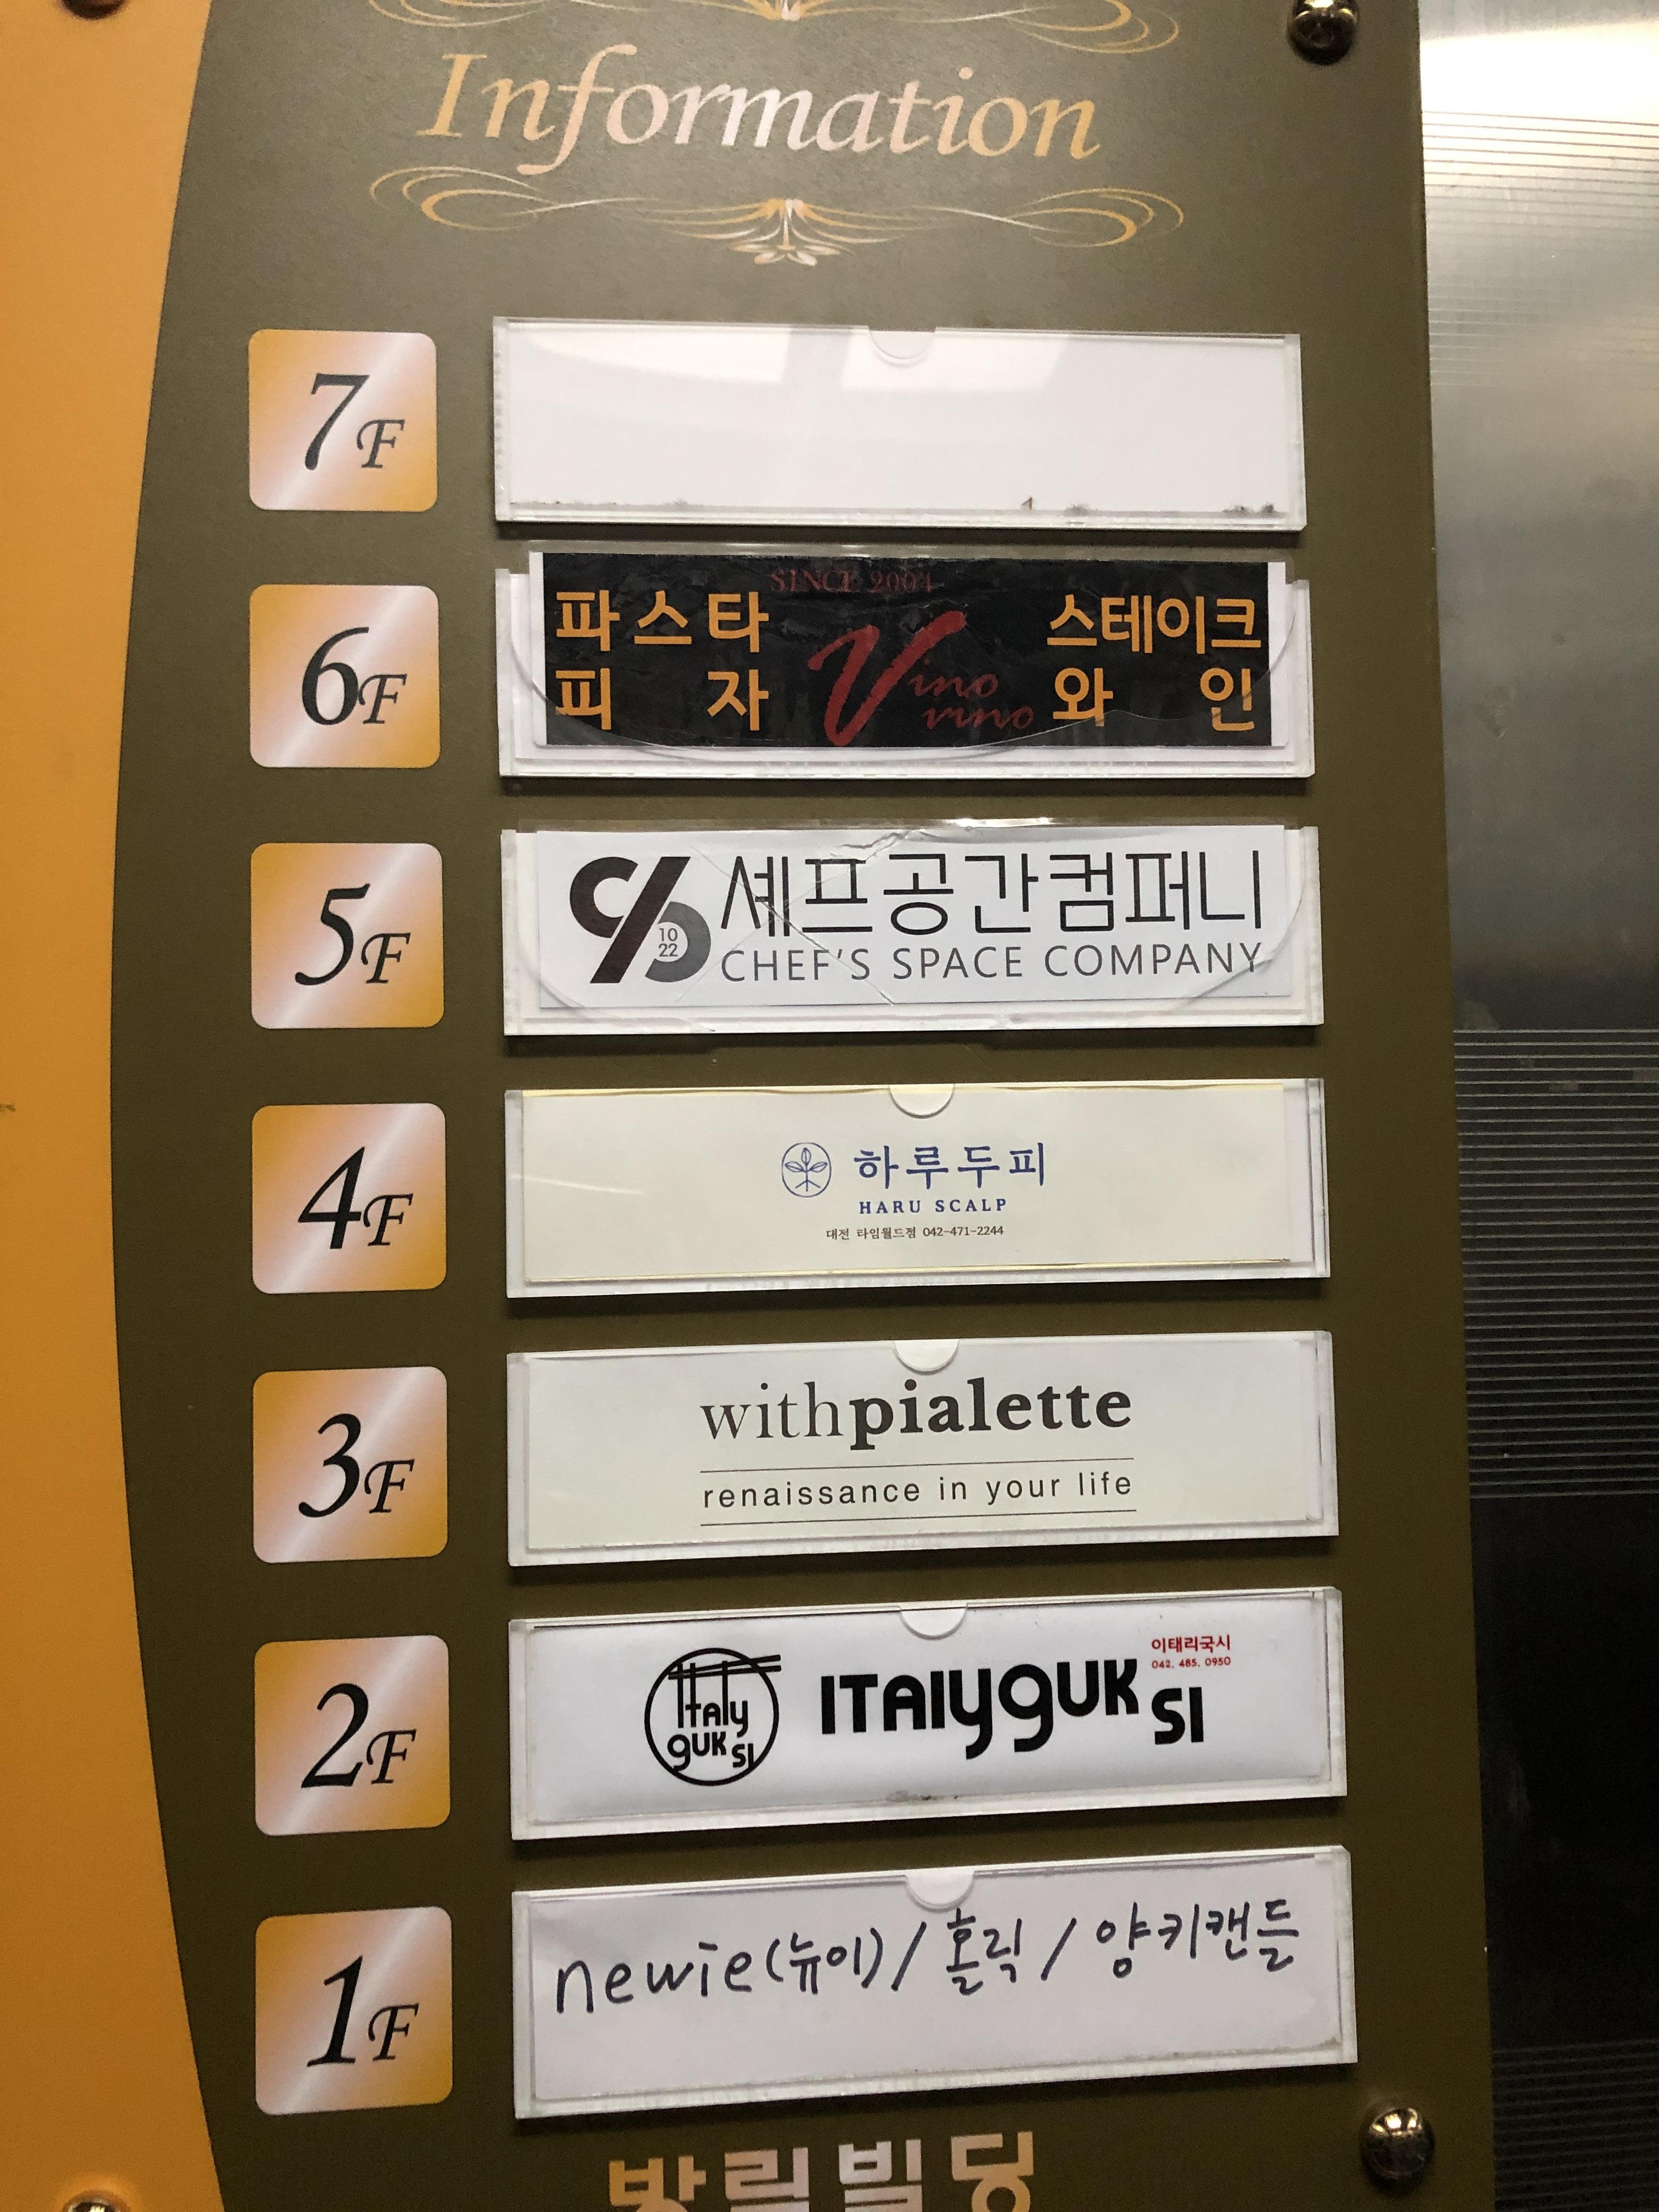 Information
7F
6F
SINCE 2004
파스타
피 자
Vino
vino
스테이크
와 인
5F
10
22
셰프공간컴퍼니
CHEF'S SPACE COMPANY
4F
하루두피
HARU SCALP
대전 타임월드점 042-471-2244
3F
withpialette
renaissance in your life
2F
ITAlY
gUK SI
ITAlYgUK SI
이태리국시
042. 485. 0950
1F
newie(뉴이)/홀릭/양키캔들
빌딩